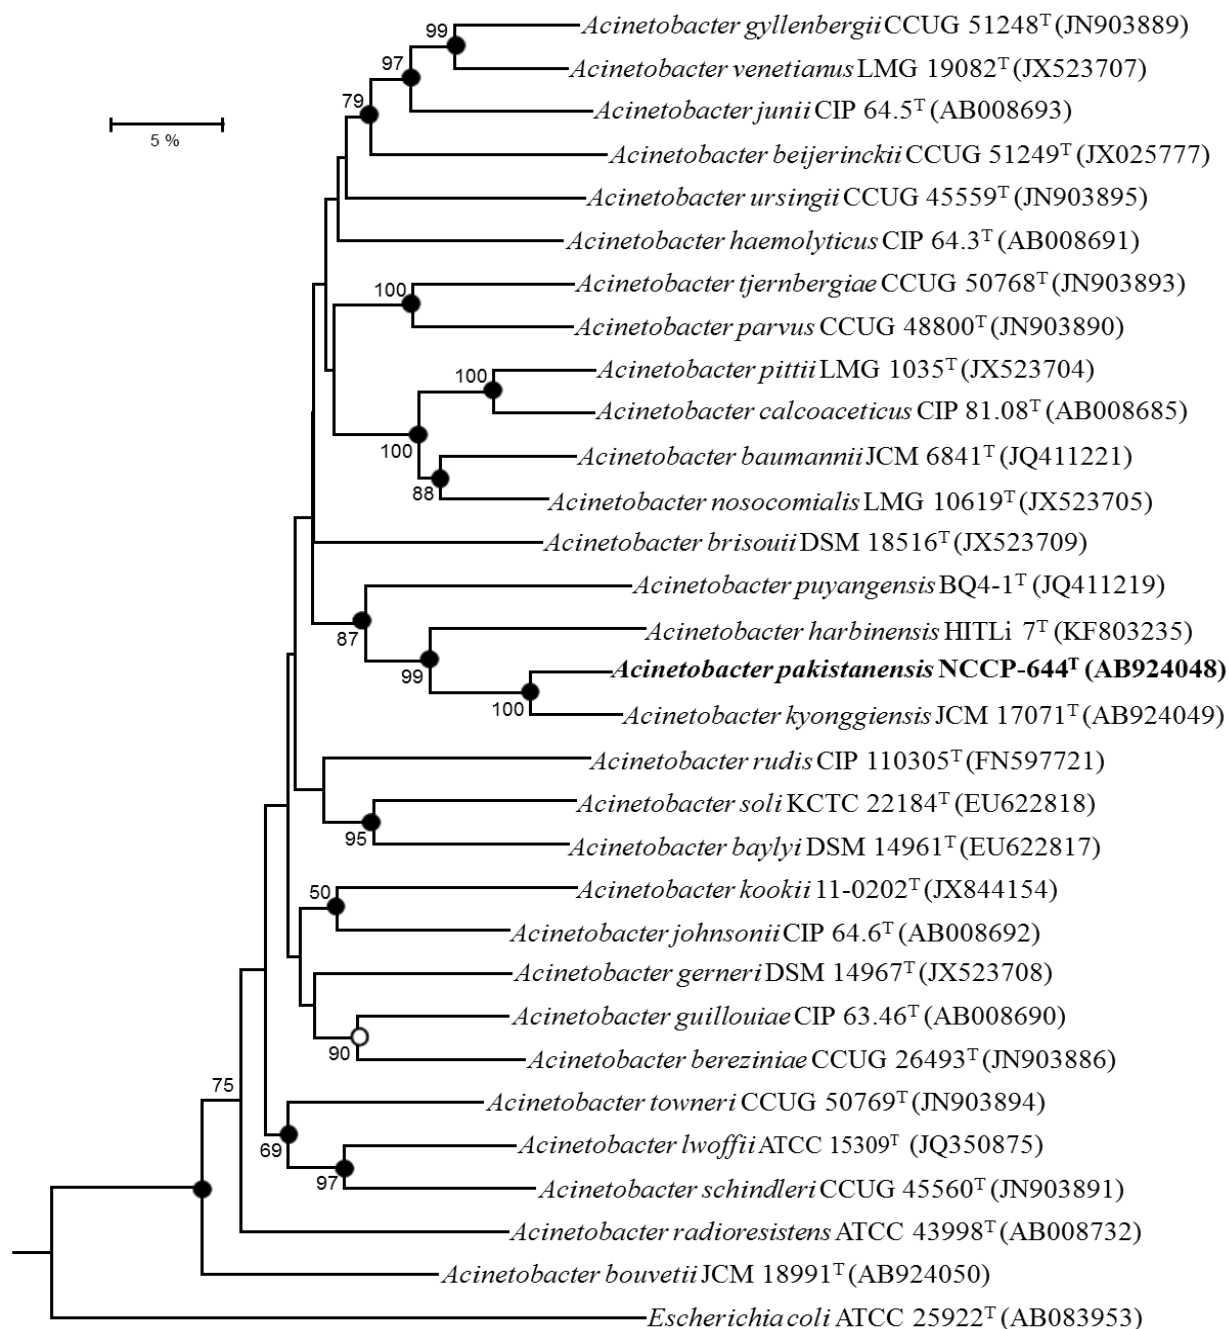 99
Acinetobacter gyllenbergii CCUG 51248T (JN903889)
97
Acinetobacter venetianus LMG 19082T (JX523707)
79
Acinetobacter junii CIP 64.5T (AB008693)
5 %
Acinetobacter beijerinckii CCUG 51249T (JX025777)
Acinetobacter ursingii CCUG 45559T (JN903895)
Acinetobacter haemolyticus CIP 64.3T (AB008691)
100
Acinetobacter tjernbergiae CCUG 50768T (JN903893)
Acinetobacter parvus CCUG 48800T (JN903890)
100
Acinetobacter pittii LMG 1035T (JX523704)
Acinetobacter calcoaceticus CIP 81.08T (AB008685)
100
Acinetobacter baumannii JCM 6841T (JQ411221)
88
Acinetobacter nosocomialis LMG 10619T (JX523705)
Acinetobacter brisouii DSM 18516T (JX523709)
Acinetobacter puyangensis BQ4-1T (JQ411219)
87
Acinetobacter harbinensis HITLi 7T (KF803235)
99
Acinetobacter pakistanensis NCCP-644T (AB924048)
100
Acinetobacter kyonggiensis JCM 17071T (AB924049)
Acinetobacter rudis CIP 110305T (FN597721)
Acinetobacter soli KCTC 22184T (EU622818)
95
Acinetobacter baylyi DSM 14961T (EU622817)
50
Acinetobacter kookii 11-0202T (JX844154)
Acinetobacter johnsonii CIP 64.6T (AB008692)
Acinetobacter gerneri DSM 14967T (JX523708)
Acinetobacter guillouiae CIP 63.46T (AB008690)
90
Acinetobacter bereziniae CCUG 26493T (JN903886)
75
Acinetobacter towneri CCUG 50769T (JN903894)
69
Acinetobacter lwoffii ATCC 15309T (JQ350875)
97
Acinetobacter schindleri CCUG 45560T (JN903891)
Acinetobacter radioresistens ATCC 43998T (AB008732)
Acinetobacter bouvetii JCM 18991T (AB924050)
Escherichia coli ATCC 25922T (AB083953)